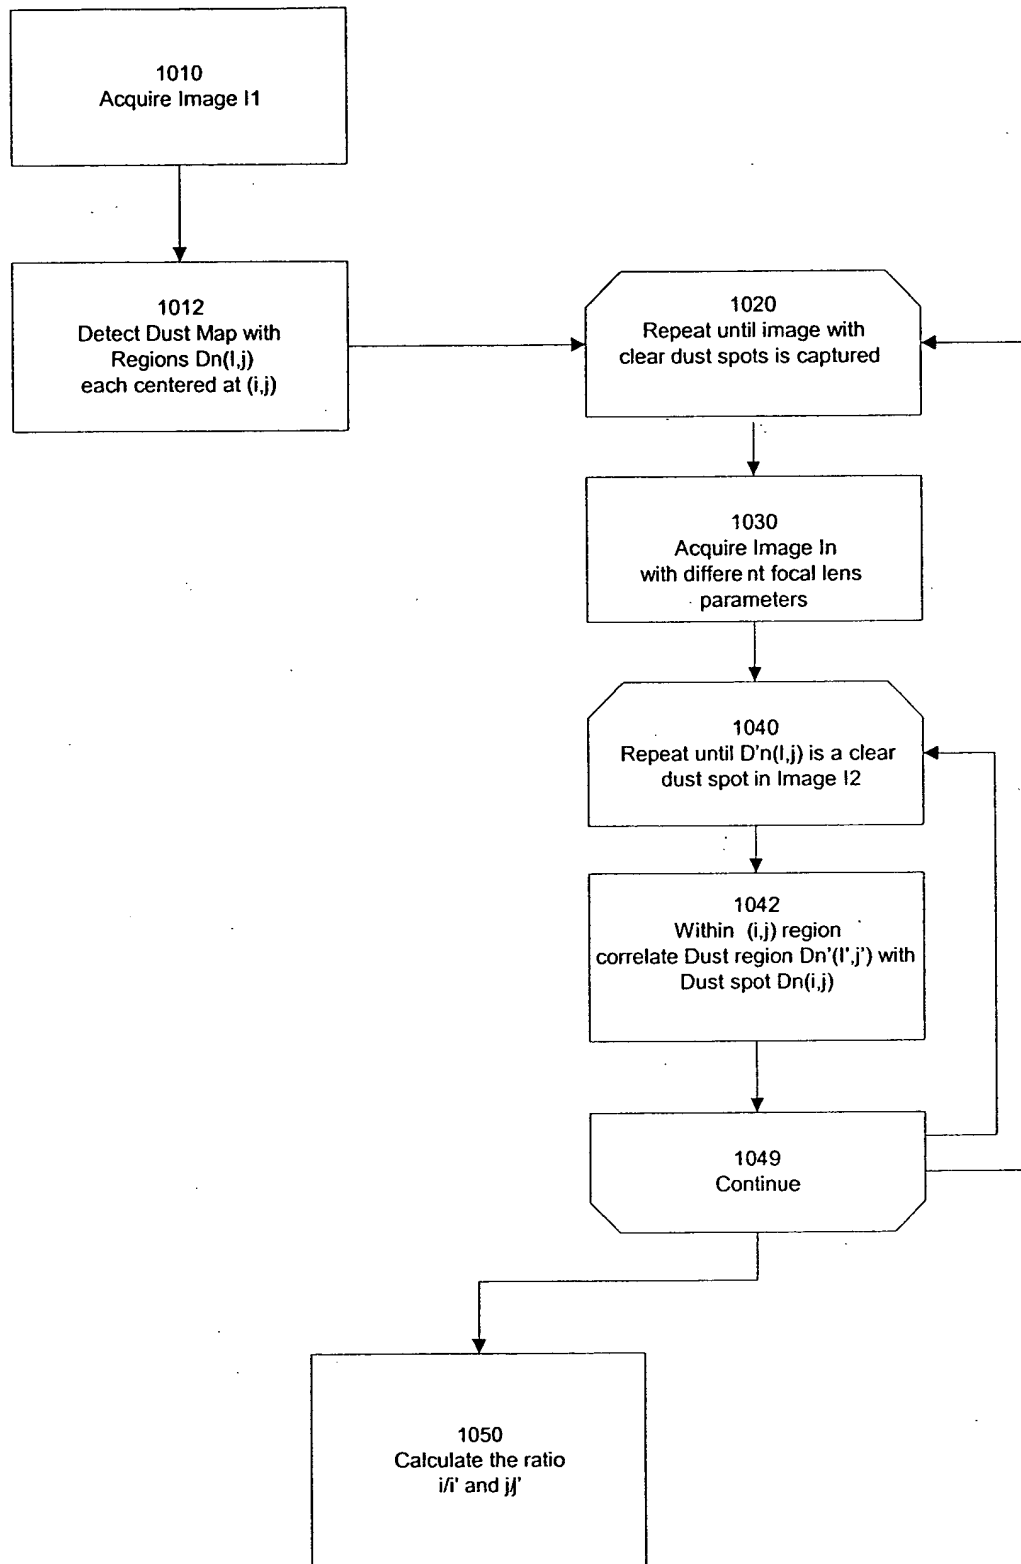 1010
Acquire Image I1
1012
Detect Dust Map with
Regions Dn(I,j)
each centered at (i,j)
1020
Repeat until image with
clear dust spots is captured
1030
Acquire Image In
with different focal lens
parameters
1040
Repeat until D'n(I,j) is a clear
dust spot in Image I2
1042
Within (i,j) region
correlate Dust region Dn'(I',j') with
Dust spot Dn(i,j)
1049
Continue
1050
Calculate the ratio
i/i' and j/j'